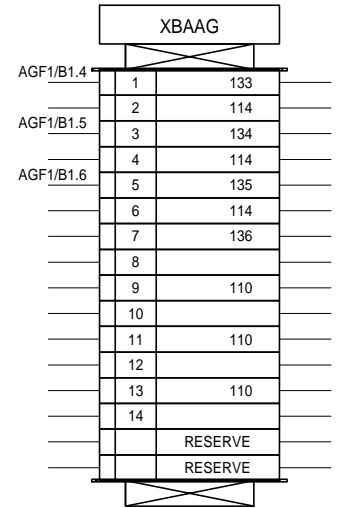 XBAAG
AGF1/B1.4 1 133
2 114
AGF1/B1.5 3 134
4 114
AGF1/B1.6 5 135
6 114
7 136
8
9 110
10
11 110
12
13 110
14
RESERVE
RESERVE